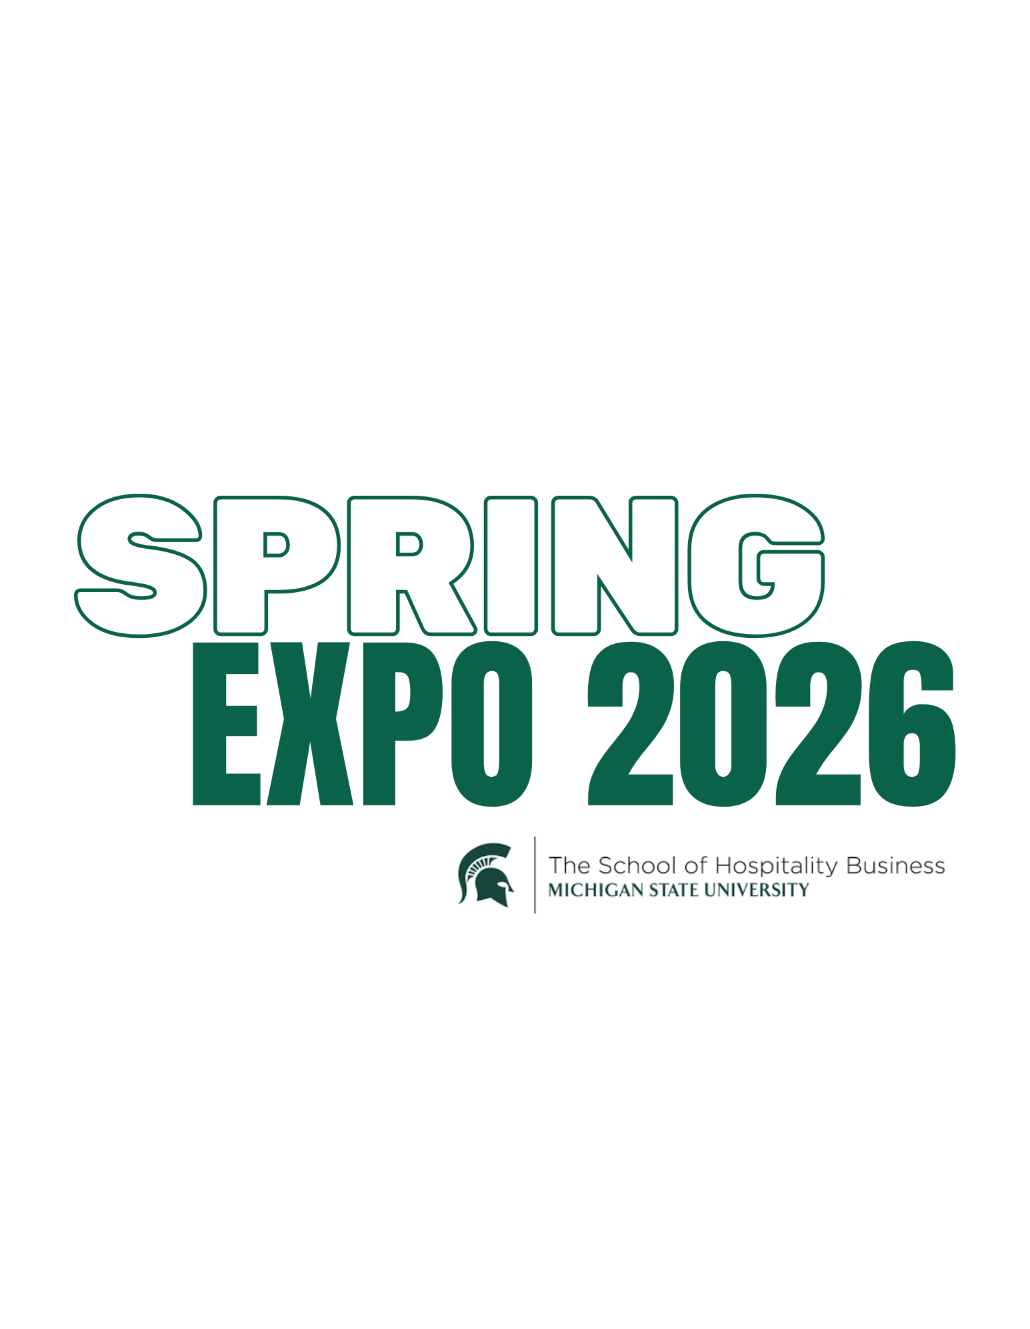 SPRING
EXPO 2026
The School of Hospitality Business
MICHIGAN STATE UNIVERSITY